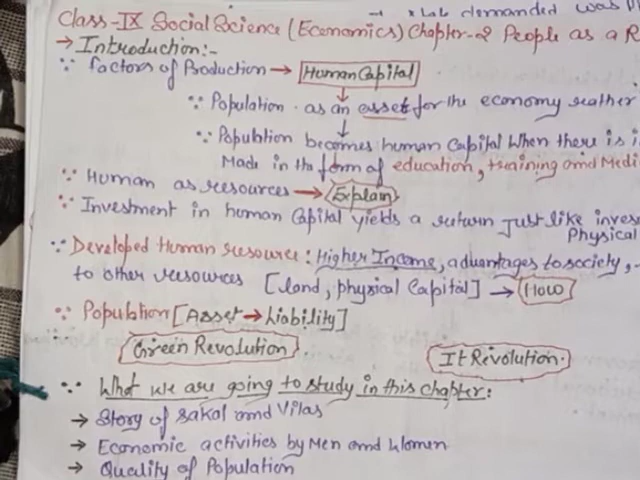 → demanded was
Class-IX Social Science (Economics) Chapter-2 People as a R
→ Introduction:-
∵ factors of Production → Human Capital
∵ Population as an asset for the economy rather
∵ Population becomes human Capital When there is i
Made in the form of education, training and Medi
∵ Human as resources → Explain
∵ Investment in human Capital yields a return Just like inves
Physical
∵ Developed Human resource: Higher Income, advantages to society,
to other resources [land, physical Capital] → How
∵ Population [Asset → Liability]
Green Revolution It Revolution.
∵ What we are going to study in this chapter:
→ Story of Sakal and Vilas
→ Economic activities by Men and Women
→ Quality of Population